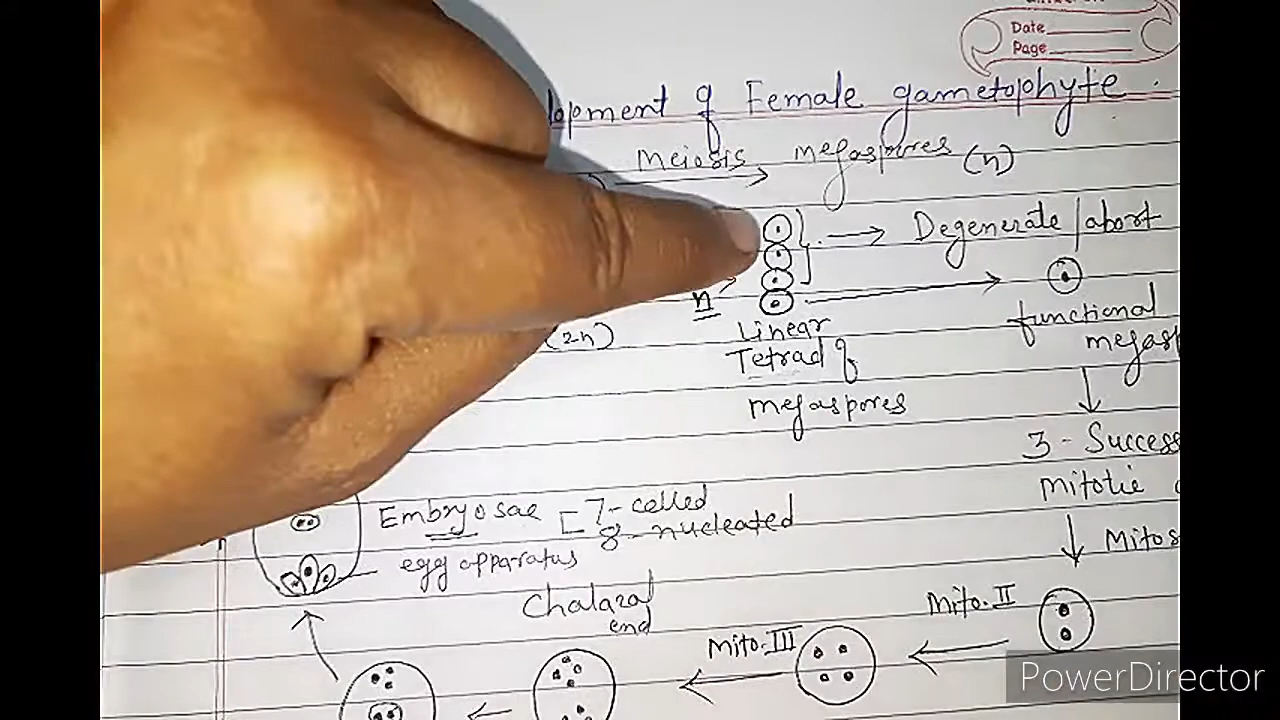 Date
Page
lopment of Female gametophyte.
Meiosis megaspores (n)
Degenerate/abort
n
(2n)
Linear
Tetrad of
megaspores
functional
megasp
3-Success
mitotic
Mitos
Embryosac 7-celled
8-nucleated
egg apparatus
Chalazal
end
Mito.III
Mito.II
PowerDirector